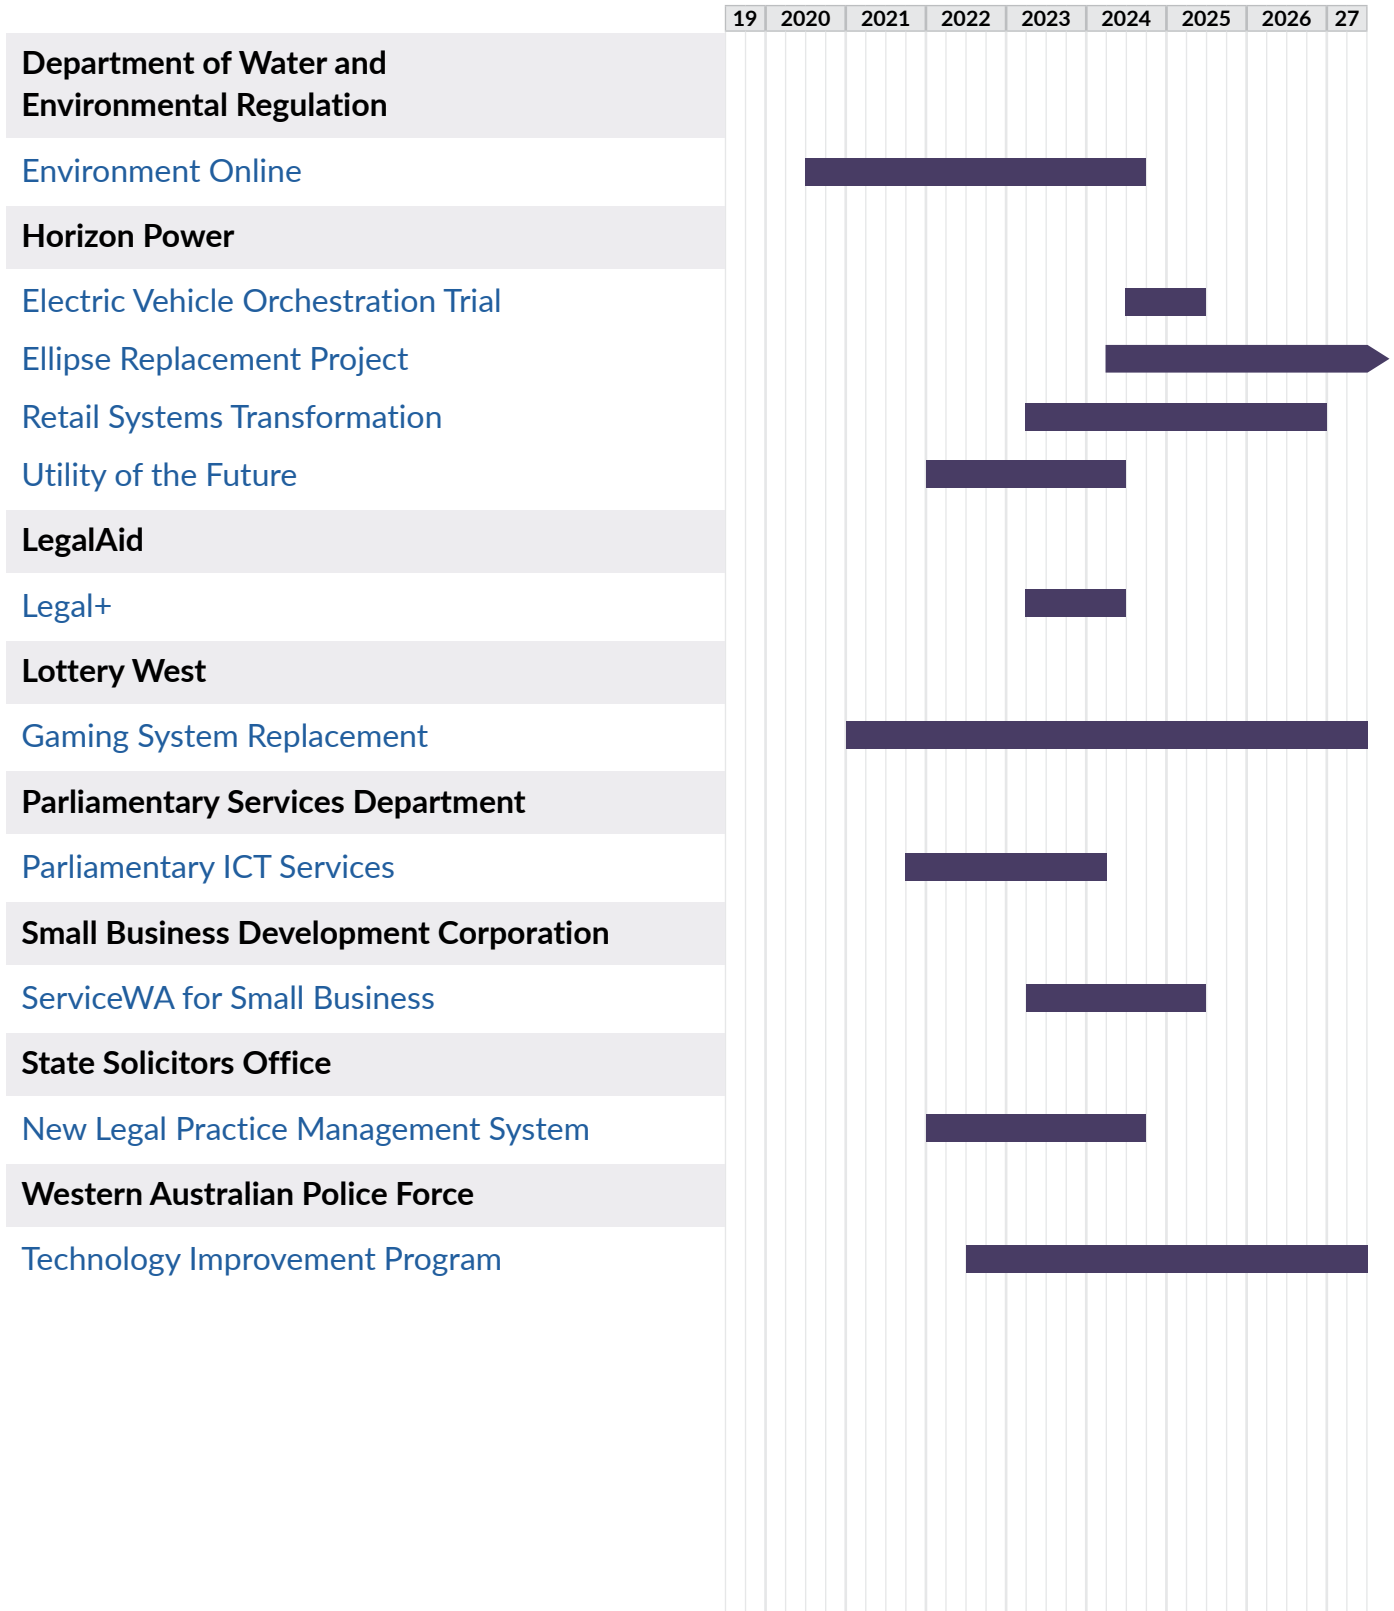 19 2020 2021 2022 2023 2024 2025 2026 27
Department of Water and
Environmental Regulation
Environment Online
Horizon Power
Electric Vehicle Orchestration Trial
Ellipse Replacement Project
Retail Systems Transformation
Utility of the Future
LegalAid
Legal+
Lottery West
Gaming System Replacement
Parliamentary Services Department
Parliamentary ICT Services
Small Business Development Corporation
ServiceWA for Small Business
State Solicitors Office
New Legal Practice Management System
Western Australian Police Force
Technology Improvement Program